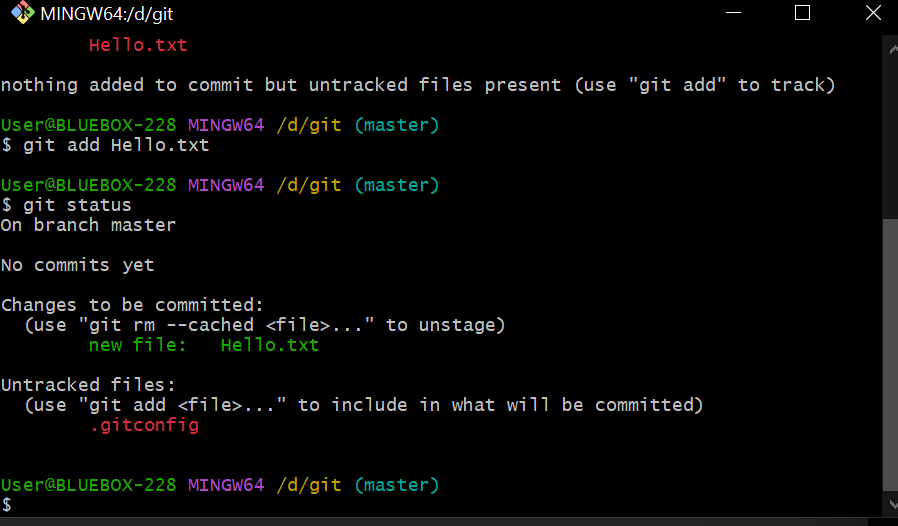 MINGW64:/d/git
Hello.txt
nothing added to commit but untracked files present (use "git add" to track)
User@BLUEBOX-228 MINGW64 /d/git (master)
$ git add Hello.txt
User@BLUEBOX-228 MINGW64 /d/git (master)
$ git status
On branch master
No commits yet
Changes to be committed:
  (use "git rm --cached <file>..." to unstage)
        new file:   Hello.txt
Untracked files:
  (use "git add <file>..." to include in what will be committed)
        .gitconfig
User@BLUEBOX-228 MINGW64 /d/git (master)
$